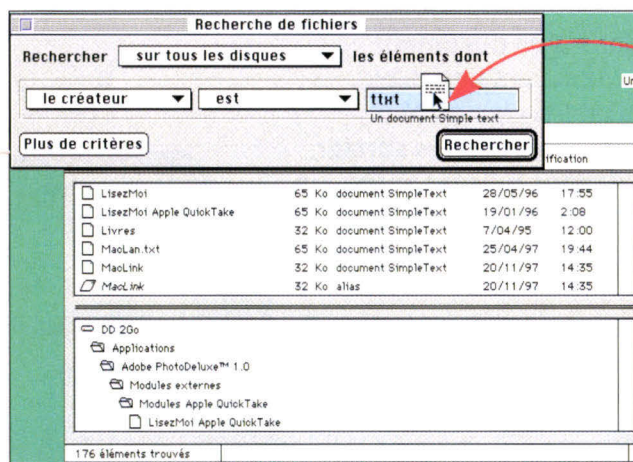 Recherche de fichiers
Rechercher sur tous les disques les éléments dont
le créateur est ttxt
Un document Simple text
Plus de critères Rechercher
ification
LisezMoi 65 Ko document SimpleText 28/05/96 17:55
LisezMoi Apple QuickTake 65 Ko document SimpleText 19/01/96 2:08
Livres 32 Ko document SimpleText 7/04/95 12:00
MacLan.txt 65 Ko document SimpleText 25/04/97 19:44
MacLink 32 Ko document SimpleText 20/11/97 14:35
MacLink 32 Ko alias 20/11/97 14:35
DD 2Go
Applications
Adobe PhotoDeluxe™ 1.0
Modules externes
Modules Apple QuickTake
LisezMoi Apple QuickTake
176 éléments trouvés